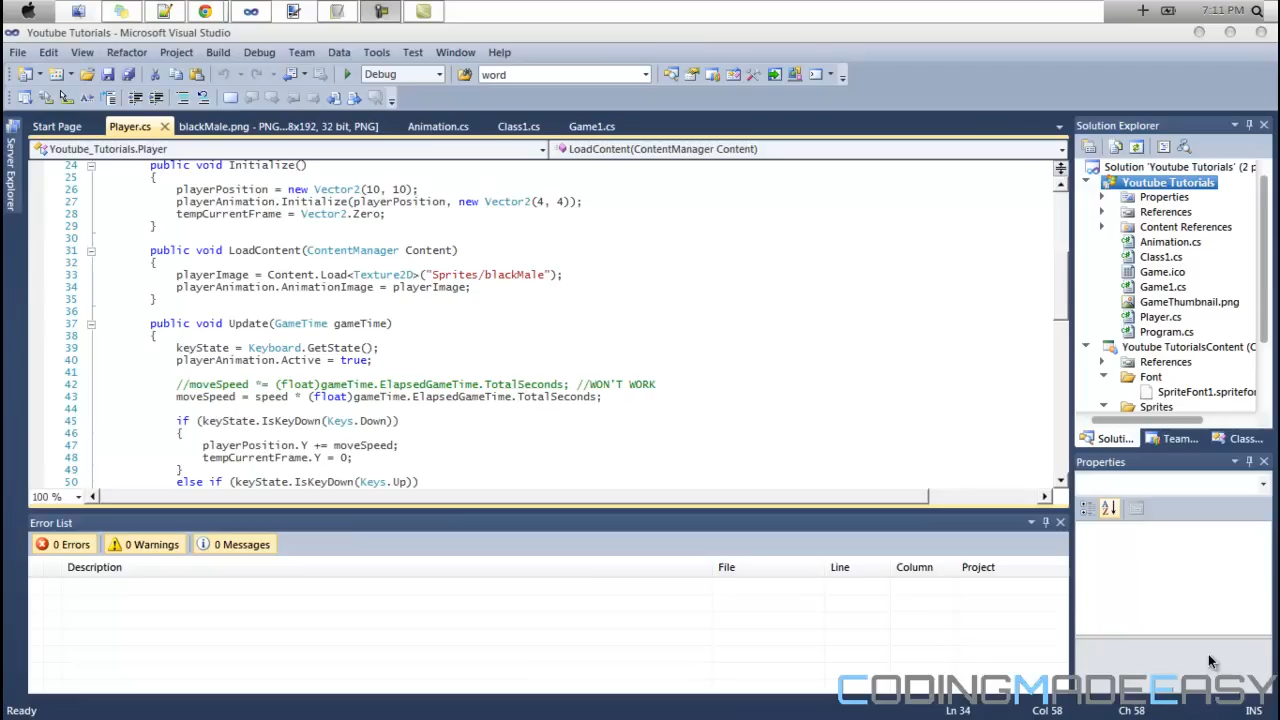 7:11 PM
Youtube Tutorials - Microsoft Visual Studio
File Edit View Refactor Project Build Debug Team Data Tools Test Window Help
Debug word
Start Page Player.cs blackMale.png - PNG...8x192, 32 bit, PNG] Animation.cs Class1.cs Game1.cs
Youtube_Tutorials.Player LoadContent(ContentManager Content)
24 public void Initialize()
25 {
26 playerPosition = new Vector2(10, 10);
27 playerAnimation.Initialize(playerPosition, new Vector2(4, 4));
28 tempCurrentFrame = Vector2.Zero;
29 }
30
31 public void LoadContent(ContentManager Content)
32 {
33 playerImage = Content.Load<Texture2D>("Sprites/blackMale");
34 playerAnimation.AnimationImage = playerImage;
35 }
36
37 public void Update(GameTime gameTime)
38 {
39 keyState = Keyboard.GetState();
40 playerAnimation.Active = true;
41
42 //moveSpeed *= (float)gameTime.ElapsedGameTime.TotalSeconds; //WON'T WORK
43 moveSpeed = speed * (float)gameTime.ElapsedGameTime.TotalSeconds;
44
45 if (keyState.IsKeyDown(Keys.Down))
46 {
47 playerPosition.Y += moveSpeed;
48 tempCurrentFrame.Y = 0;
49 }
50 else if (keyState.IsKeyDown(Keys.Up))
100 %
Server Explorer
Solution Explorer
Solution 'Youtube Tutorials' (2 p
Youtube Tutorials
Properties
References
Content References
Animation.cs
Class1.cs
Game.ico
Game1.cs
GameThumbnail.png
Player.cs
Program.cs
Youtube TutorialsContent (C
References
Font
SpriteFont1.spritefon
Sprites
Soluti... Team... Class...
Properties
Error List
0 Errors 0 Warnings 0 Messages
Description File Line Column Project
CODINGMADEEASY
Ready Ln 34 Col 58 Ch 58 INS